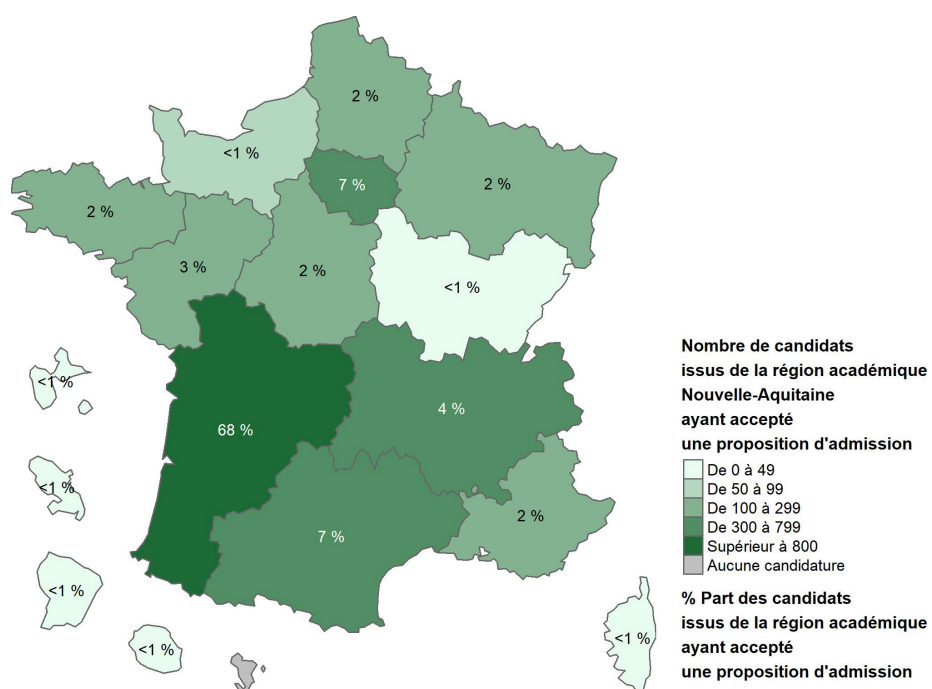 2 %
<1 %
7 %
2 %
2 %
3 %
2 %
<1 %
<1 %
4 %
68 %
<1 %
2 %
7 %
<1 %
<1 %
<1 %
Nombre de candidats
issus de la région académique
Nouvelle-Aquitaine
ayant accepté
une proposition d'admission
De 0 à 49
De 50 à 99
De 100 à 299
De 300 à 799
Supérieur à 800
Aucune candidature
% Part des candidats
issus de la région académique
ayant accepté
une proposition d'admission